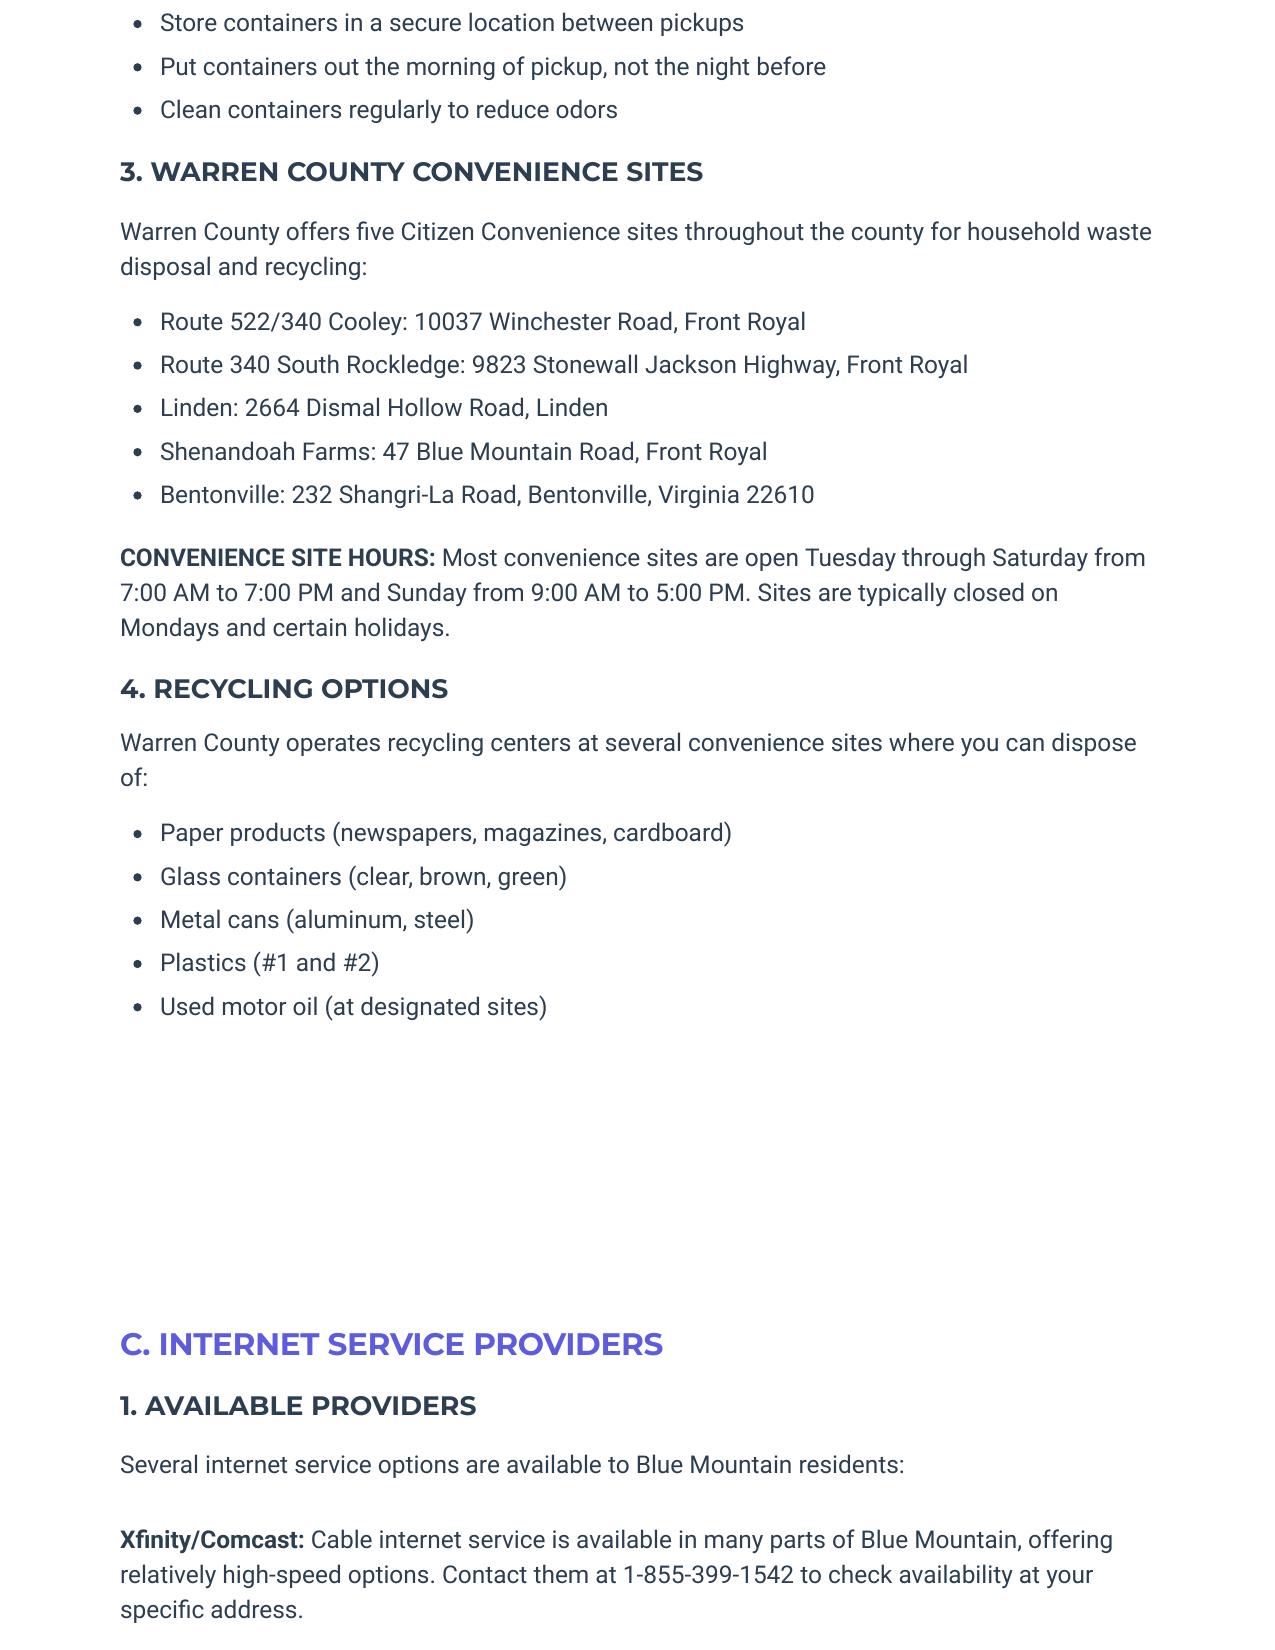 • Store containers in a secure location between pickups
• Put containers out the morning of pickup, not the night before
• Clean containers regularly to reduce odors
3. WARREN COUNTY CONVENIENCE SITES
Warren County offers five Citizen Convenience sites throughout the county for household waste
disposal and recycling:
• Route 522/340 Cooley: 10037 Winchester Road, Front Royal
• Route 340 South Rockledge: 9823 Stonewall Jackson Highway, Front Royal
• Linden: 2664 Dismal Hollow Road, Linden
• Shenandoah Farms: 47 Blue Mountain Road, Front Royal
• Bentonville: 232 Shangri-La Road, Bentonville, Virginia 22610
CONVENIENCE SITE HOURS: Most convenience sites are open Tuesday through Saturday from
7:00 AM to 7:00 PM and Sunday from 9:00 AM to 5:00 PM. Sites are typically closed on
Mondays and certain holidays.
4. RECYCLING OPTIONS
Warren County operates recycling centers at several convenience sites where you can dispose
of:
• Paper products (newspapers, magazines, cardboard)
• Glass containers (clear, brown, green)
• Metal cans (aluminum, steel)
• Plastics (#1 and #2)
• Used motor oil (at designated sites)
C. INTERNET SERVICE PROVIDERS
1. AVAILABLE PROVIDERS
Several internet service options are available to Blue Mountain residents:
Xfinity/Comcast: Cable internet service is available in many parts of Blue Mountain, offering
relatively high-speed options. Contact them at 1-855-399-1542 to check availability at your
specific address.